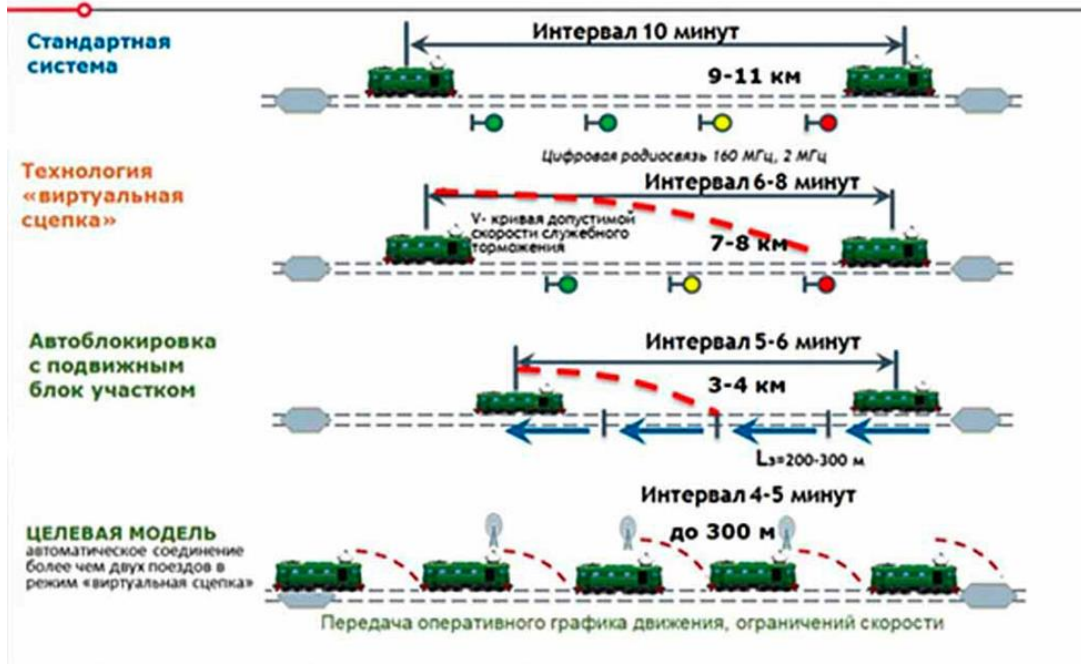 Стандартная
система
Интервал 10 минут
9-11 км
Технология
«виртуальная
сцепка»
Цифровая радиосвязь 160 МГц, 2 МГц
Интервал 6-8 минут
V- кривая допустимой
скорости служебного
торможения
7-8 км
Автоблокировка
с подвижным
блок участком
Интервал 5-6 минут
3-4 км
Lз=200-300 м
ЦЕЛЕВАЯ МОДЕЛЬ
автоматическое соединение
более чем двух поездов в
режим «виртуальная сцепка»
Интервал 4-5 минут
до 300 м
Передача оперативного графика движения, ограничений скорости